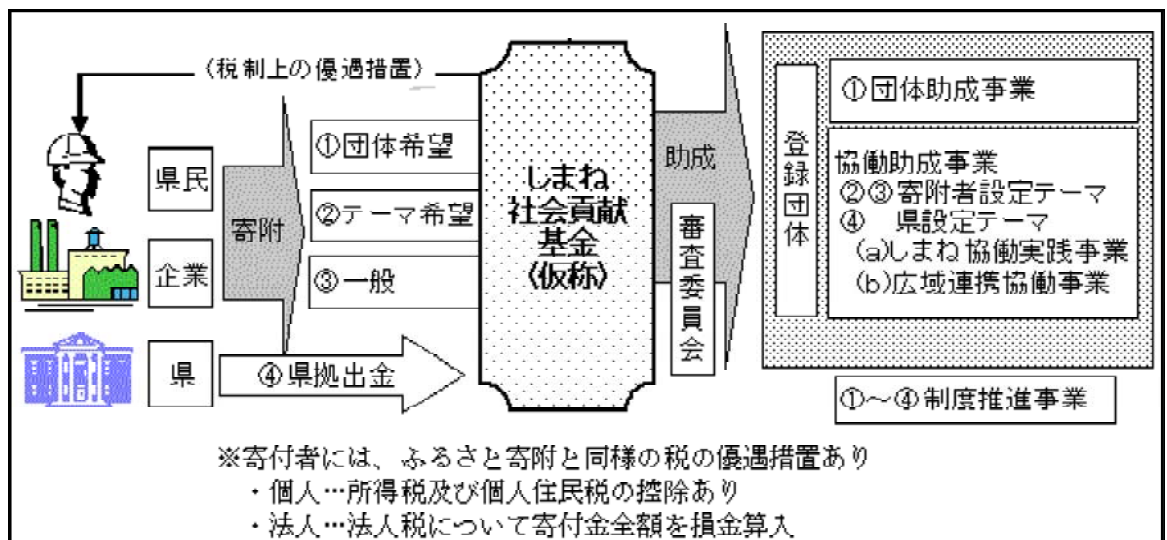 (税制上の優遇措置)
県民
企業
県
寄附
①団体希望
②テーマ希望
③一般
④県拠出金
しまね
社会貢献
基金
(仮称)
助成
審査委員会
登録団体
①団体助成事業
協働助成事業
②③寄附者設定テーマ
④ 県設定テーマ
(a)しまね協働実践事業
(b)広域連携協働事業
①~④制度推進事業
※寄付者には、ふるさと寄附と同様の税の優遇措置あり
・個人…所得税及び個人住民税の控除あり
・法人…法人税について寄付金全額を損金算入